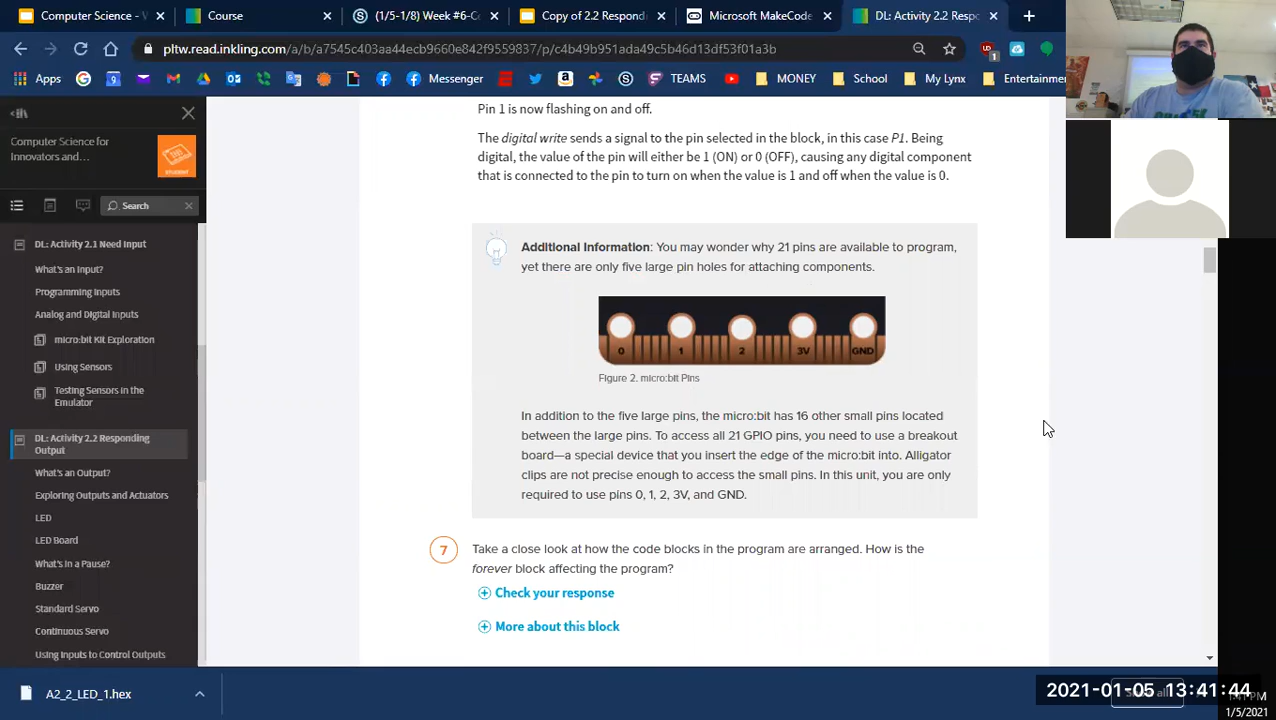 Computer Science - W
Course
(1/5-1/8) Week #6-C
Copy of 2.2 Respond
Microsoft MakeCode
DL: Activity 2.2 Respon
pltw.read.inkling.com/a/b/a7545c403aa44ecb9660e843f9559837/p/c4b49b951ada49c5b46d13df53f01a3b
Apps
Messenger
TEAMS
MONEY
School
My Lynx
Entertainment
Computer Science for
Innovators and...
Search
DL: Activity 2.1 Need Input
What's an Input?
Programming Inputs
Analog and Digital Inputs
micro:bit Kit Exploration
Using Sensors
Testing Sensors in the
Emulator
DL: Activity 2.2 Responding
Output
What's an Output?
Exploring Outputs and Actuators
LED
LED Board
What's in a Pause?
Buzzer
Standard Servo
Continuous Servo
Using Inputs to Control Outputs
Pin 1 is now flashing on and off.
The digital write sends a signal to the pin selected in the block, in this case P1. Being
digital, the value of the pin will either be 1 (ON) or 0 (OFF), causing any digital component
that is connected to the pin to turn on when the value is 1 and off when the value is 0.
Additional Information: You may wonder why 21 pins are available to program,
yet there are only five large pin holes for attaching components.
0 1 2 3V GND
Figure 2. micro:bit Pins
In addition to the five large pins, the micro:bit has 16 other small pins located
between the large pins. To access all 21 GPIO pins, you need to use a breakout
board—a special device that you insert the edge of the micro:bit into. Alligator
clips are not precise enough to access the small pins. In this unit, you are only
required to use pins 0, 1, 2, 3V, and GND.
7 Take a close look at how the code blocks in the program are arranged. How is the
forever block affecting the program?
Check your response
More about this block
A2_2_LED_1.hex
2021-01-05 13:41:44
1/5/2021